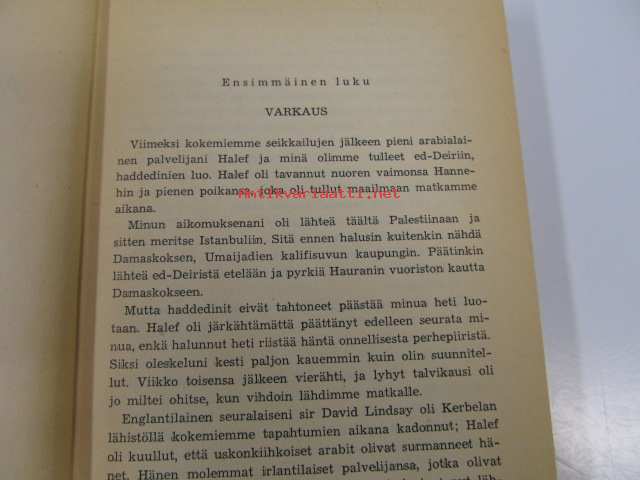 Ensimmäinen luku
VARKAUS
Viimeksi kokemiemme seikkailujen jälkeen pieni arabialai-
nen palvelijani Halef ja minä olimme tulleet ed-Deiriin,
haddedinien luo. Halef oli tavannut nuoren vaimonsa Hanne-
hin ja pienen poikansa, joka oli tullut maailmaan matkamme
Antikvariaatti.net
aikana.
Minun aikomuksenani oli lähteä täältä Palestiinaan ja
sitten meritse Istanbuliin. Sitä ennen halusin kuitenkin nähdä
Damaskoksen, Umaijadien kalifisuvun kaupungin. Päätinkin
lähteä ed-Deiristä etelään ja pyrkiä Hauranin vuoriston kautta
Damaskokseen.
Mutta haddedinit eivät tahtoneet päästää minua heti luo-
taan. Halef oli järkähtämättä päättänyt edelleen seurata mi-
nua, enkä halunnut heti riistää häntä onnellisesta perhepiiristä.
Siksi oleskeluni kesti paljon kauemmin kuin olin suunnitel-
lut. Viikko toisensa jälkeen vierähti, ja lyhyt talvikausi oli
jo miltei ohitse, kun vihdoin lähdimme matkalle.
Englantilainen seuralaiseni sir David Lindsay oli Kerbelan
lähistöllä kokemiemme tapahtumien aikana kadonnut; Halef
oli kuullut, että uskonkiihkoiset arabit olivat surmanneet hä-
net. Hänen molemmat irlantilaiset palvelijansa, jotka olivat